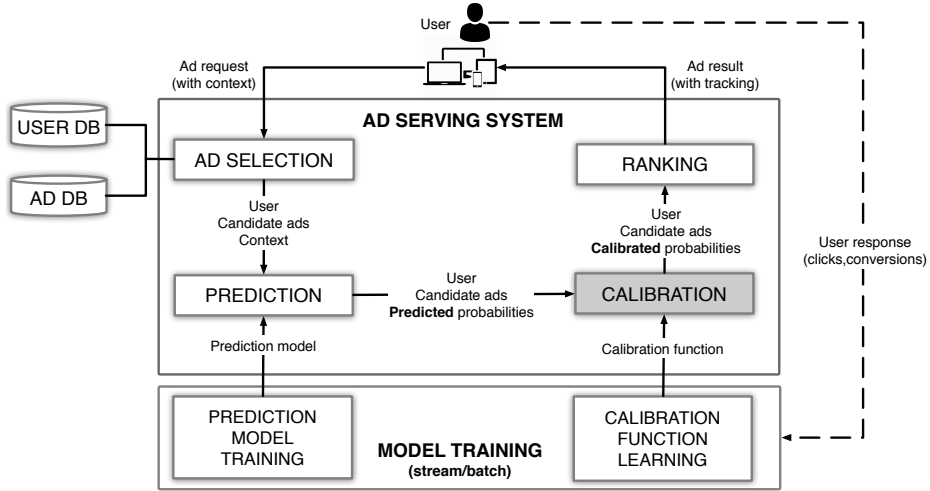 User
Ad request
(with context)
Ad result
(with tracking)
AD SERVING SYSTEM
USER DB
AD DB
AD SELECTION
RANKING
User
Candidate ads
Context
User
Candidate ads
Calibrated probabilities
User response
(clicks,conversions)
PREDICTION
User
Candidate ads
Predicted probabilities
CALIBRATION
Prediction model
Calibration function
PREDICTION
MODEL
TRAINING
MODEL TRAINING
(stream/batch)
CALIBRATION
FUNCTION
LEARNING